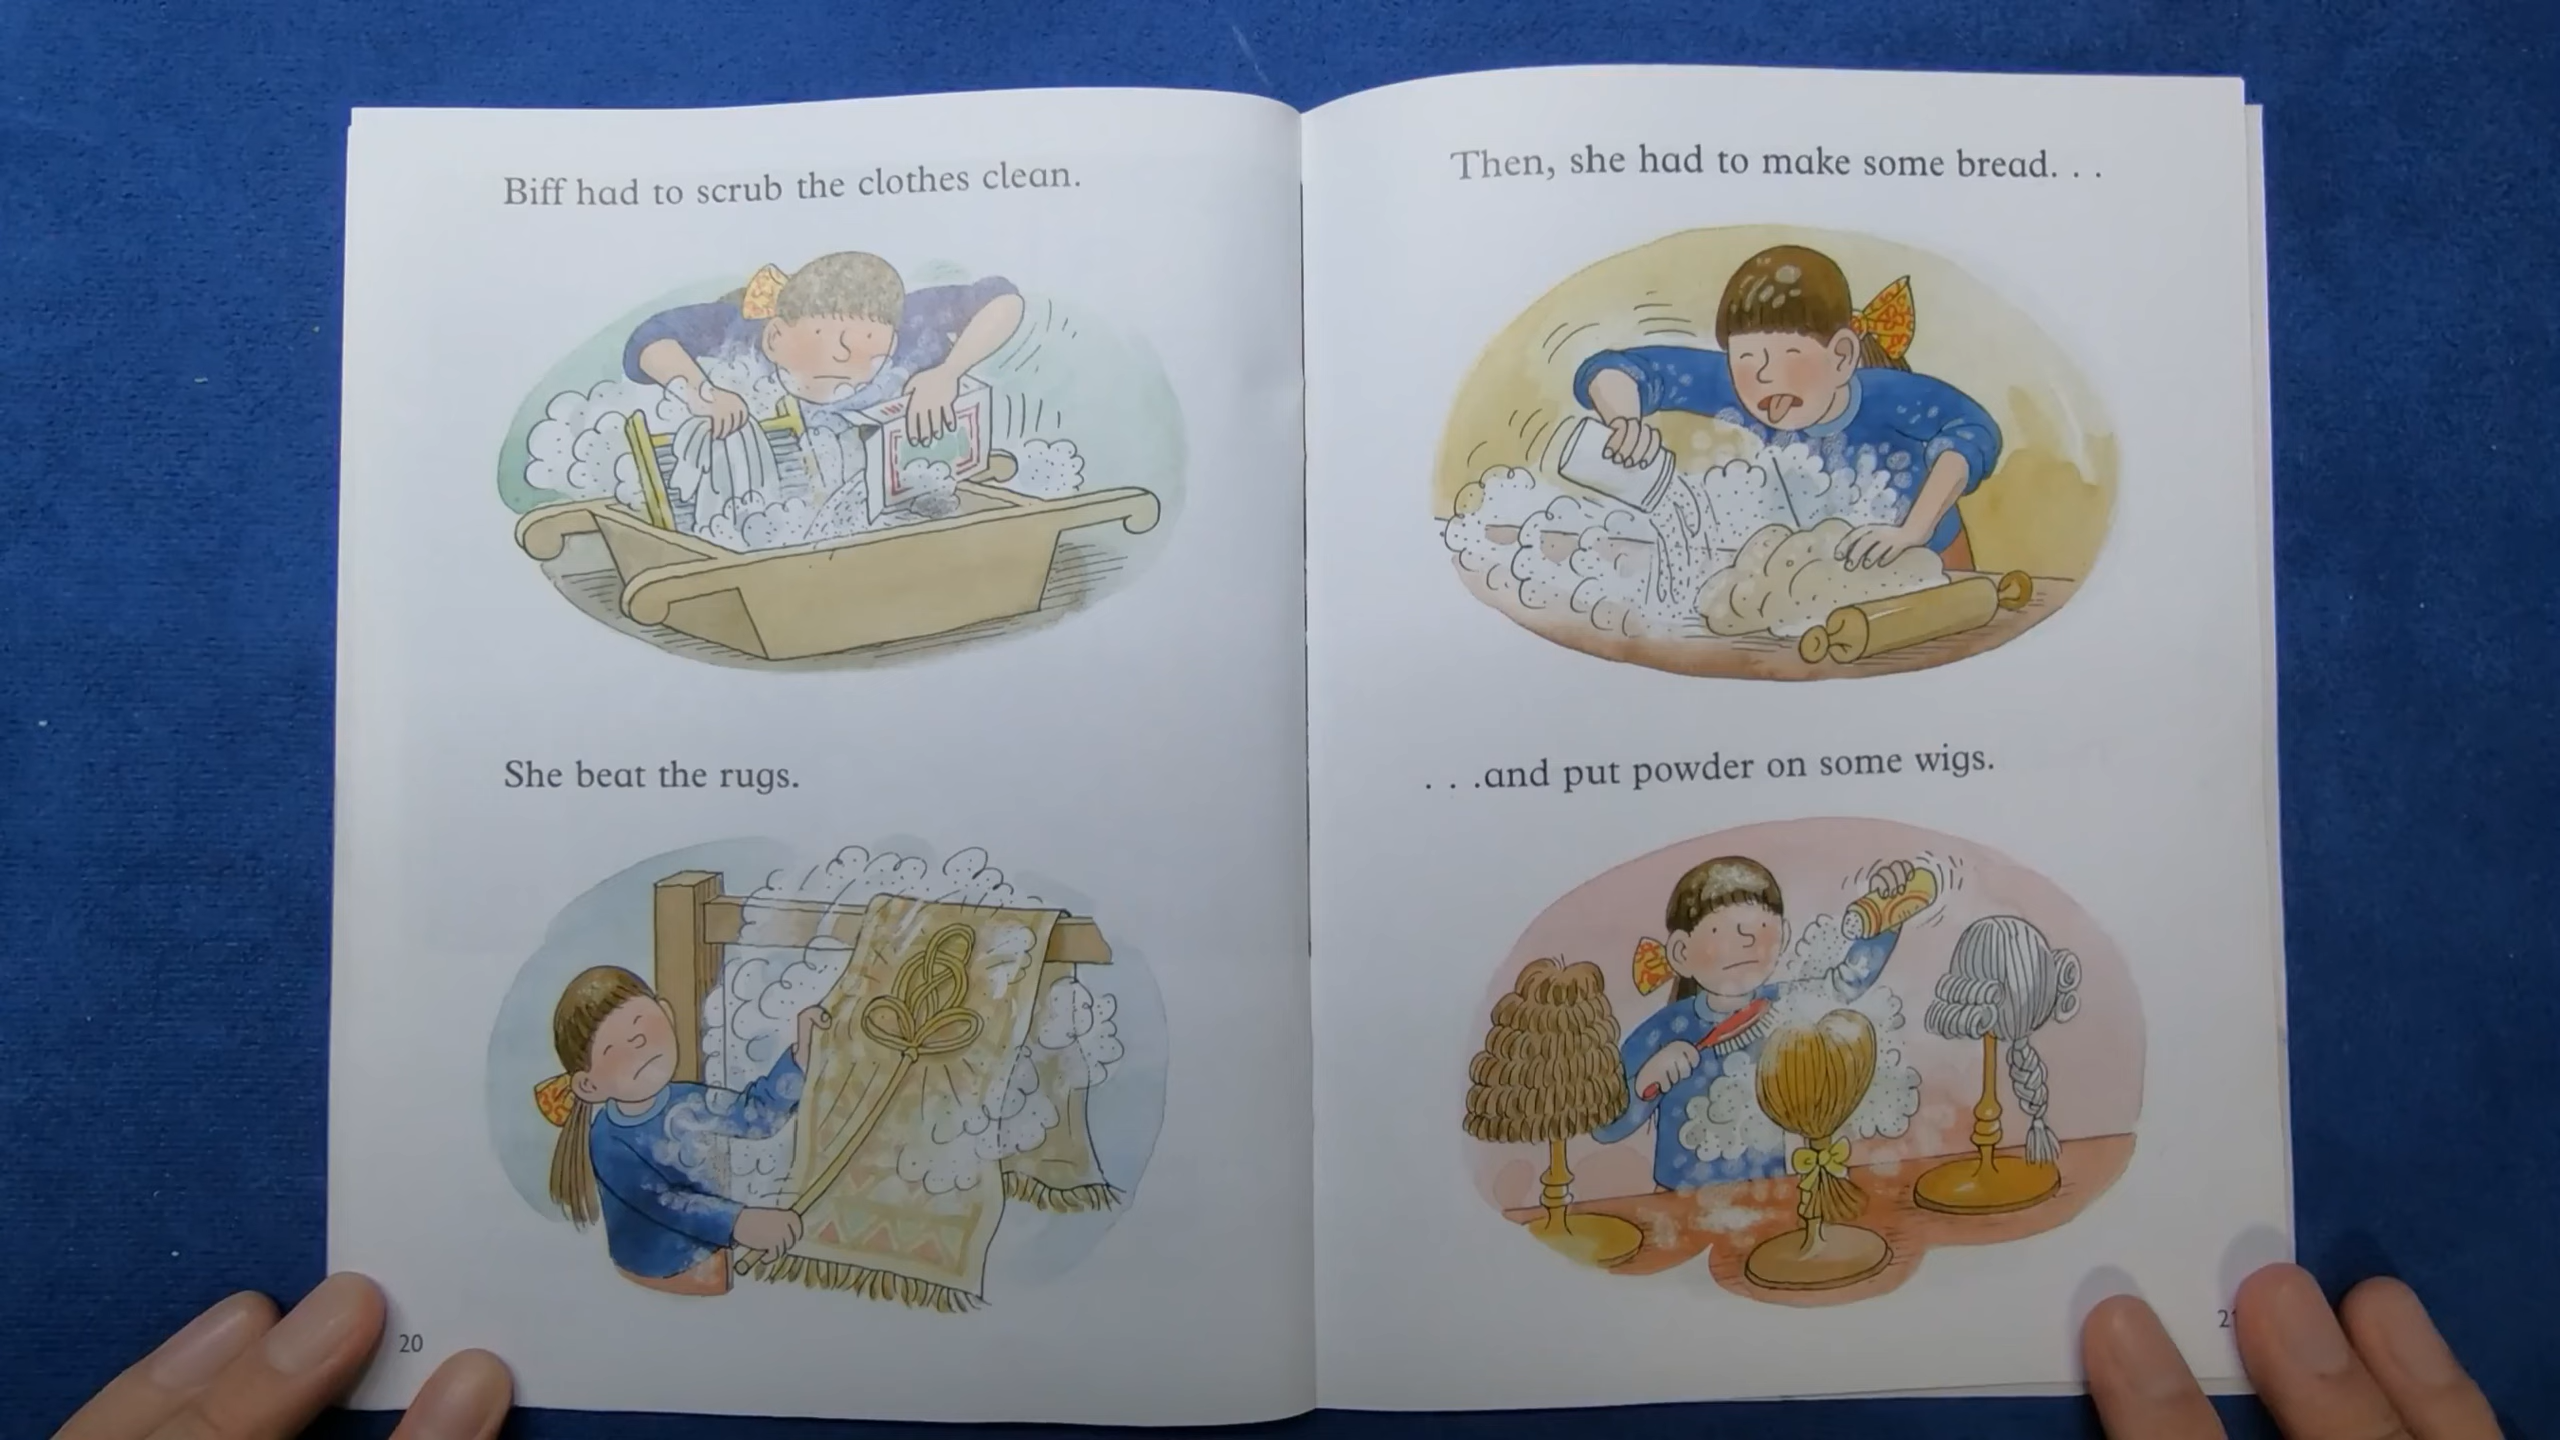 Biff had to scrub the clothes clean.
She beat the rugs.
20
Then, she had to make some bread. . .
. . .and put powder on some wigs.